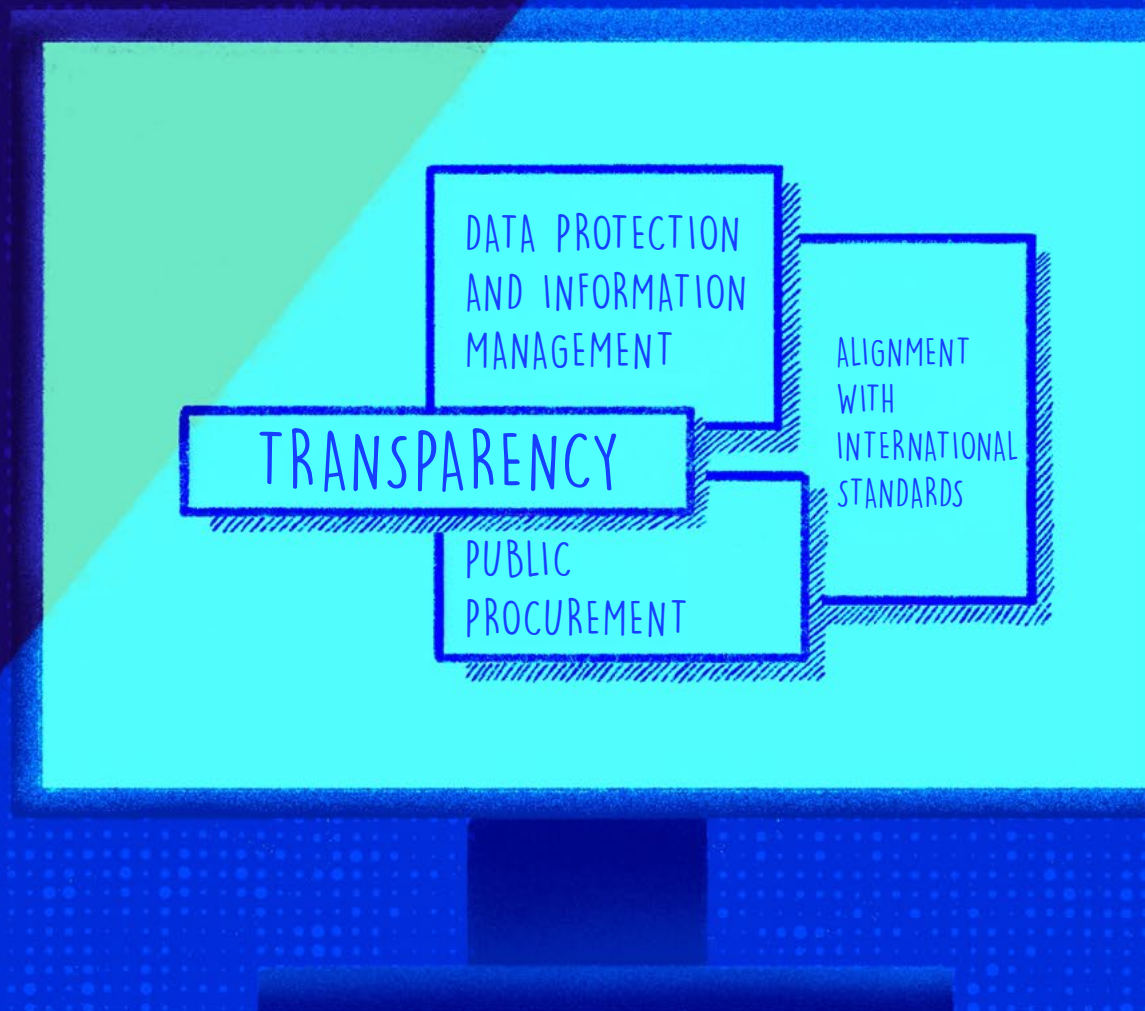 DATA PROTECTION
AND INFORMATION
MANAGEMENT
TRANSPARENCY
PUBLIC
PROCUREMENT
ALIGNMENT
WITH
INTERNATIONAL
STANDARDS